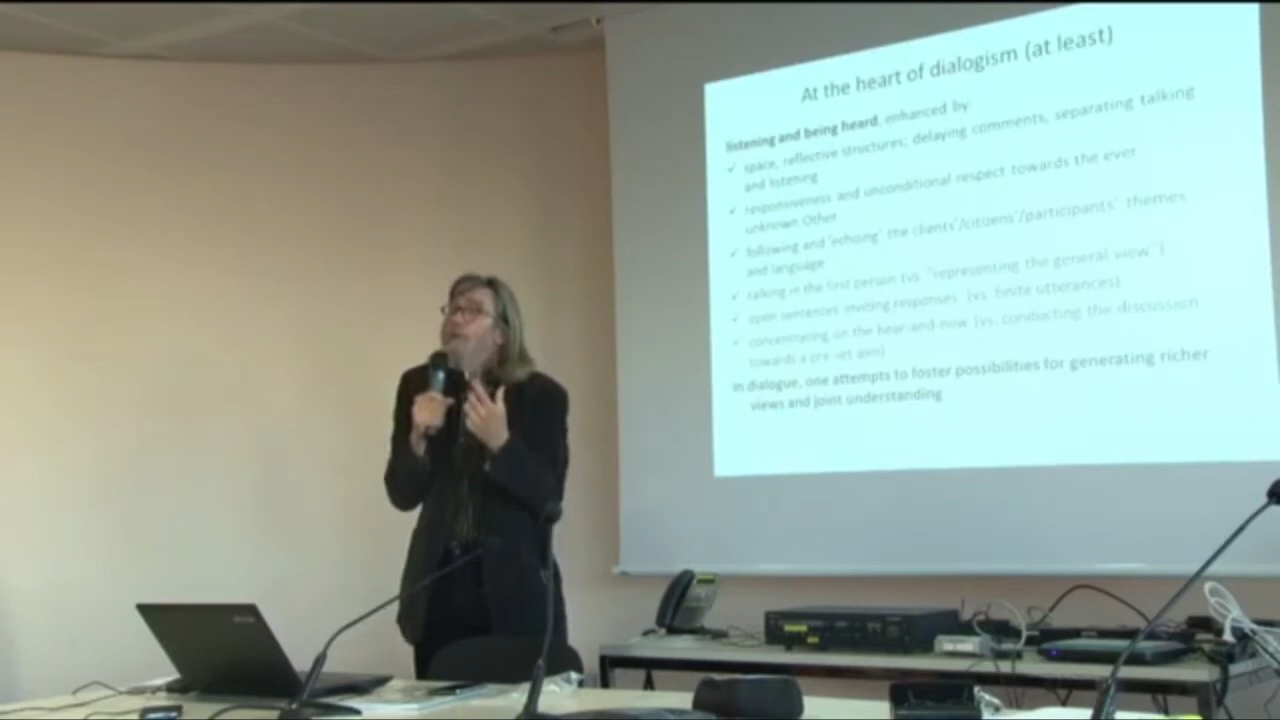 At the heart of dialogism (at least)
listening and being heard, enhanced by:
✓ space, reflective structures; delaying comments, separating talking
and listening
✓ responsiveness and unconditional respect towards the ever
unknown Other
✓ following and 'echoing' the clients'/citizens'/participants' themes
and language
✓ talking in the first person (vs. "representing the general view")
✓ open sentences inviting responses (vs. finite utterances)
✓ concentrating on the hear-and-now (vs. conducting the discussion
towards a pre-set aim)
In dialogue, one attempts to foster possibilities for generating richer
views and joint understanding